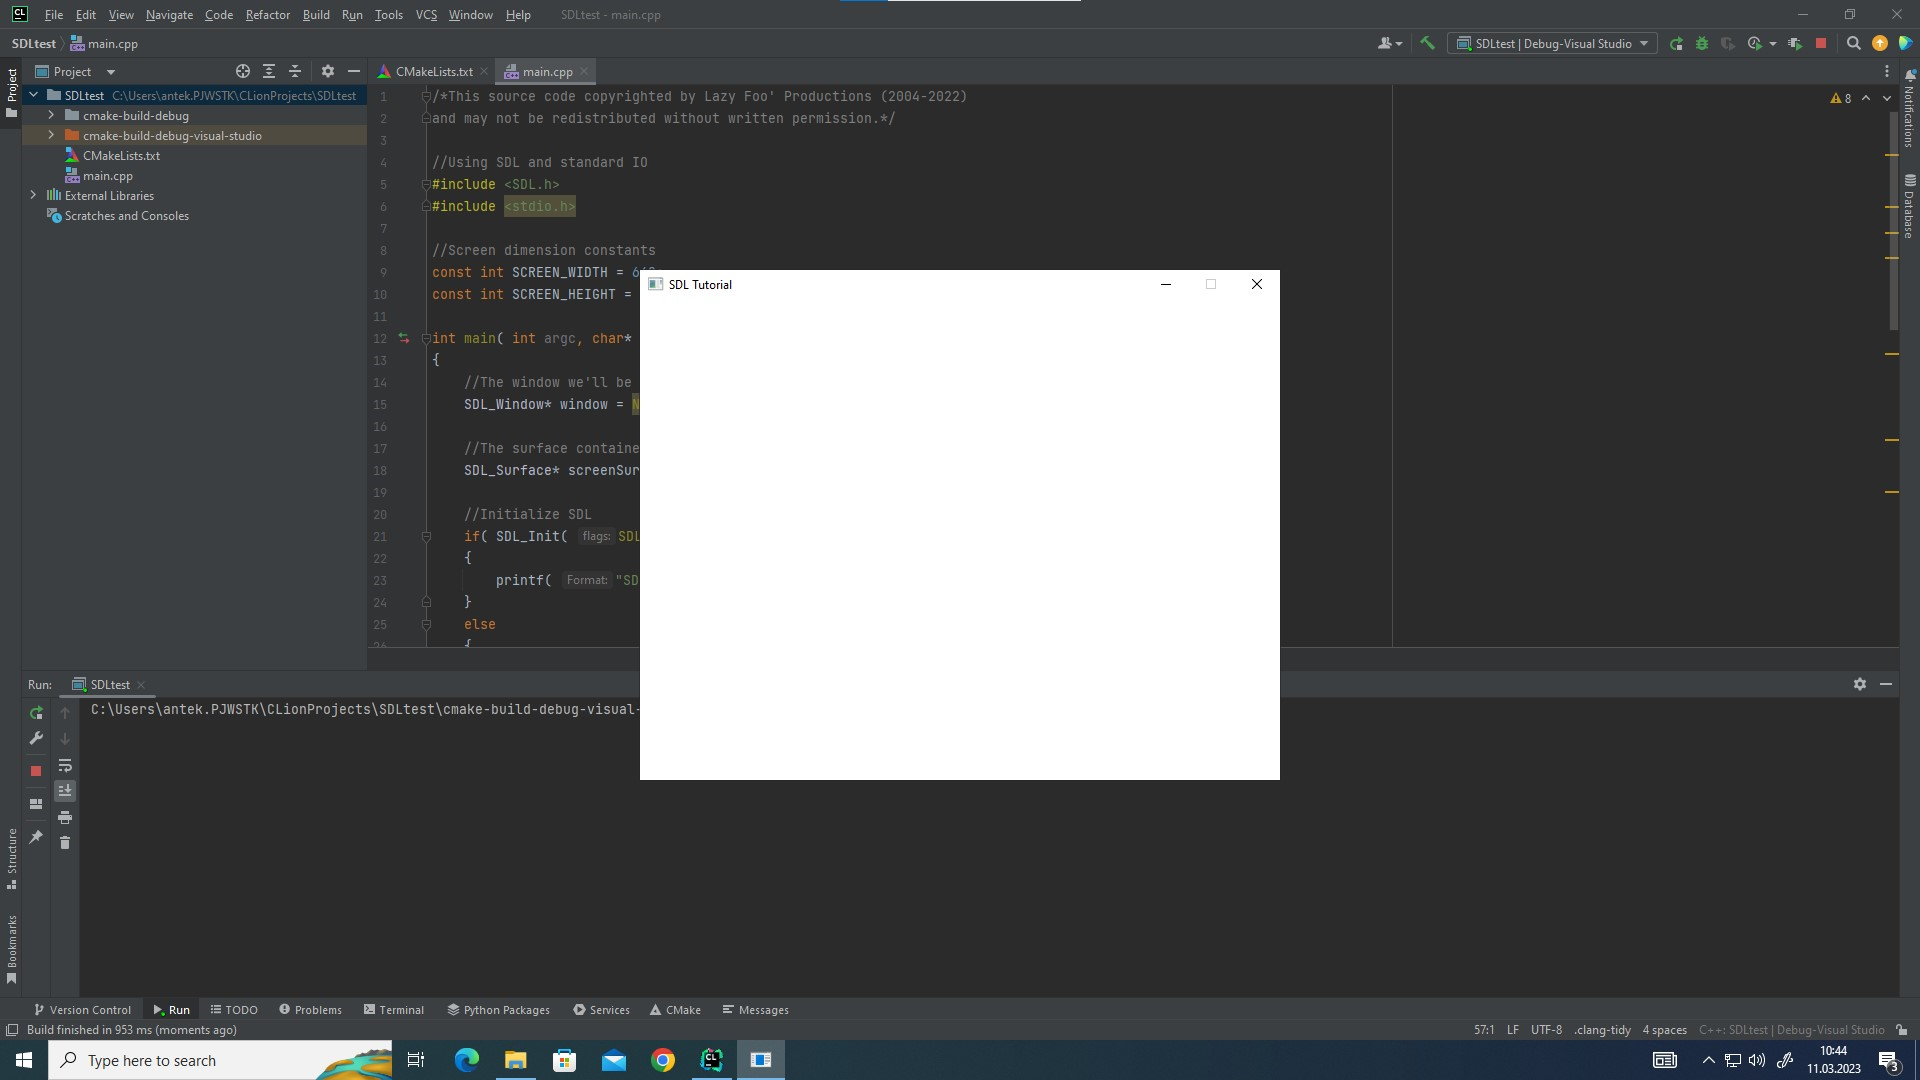 CL File Edit View Navigate Code Refactor Build Run Tools VCS Window Help SDLtest - main.cpp
SDLtest main.cpp SDLtest | Debug-Visual Studio
Project
Project CMakeLists.txt main.cpp
SDLtest C:\Users\antek.PJWSTK\CLionProjects\SDLtest
cmake-build-debug
cmake-build-debug-visual-studio
CMakeLists.txt
main.cpp
External Libraries
Scratches and Consoles
8
1 /*This source code copyrighted by Lazy Foo' Productions (2004-2022)
2 and may not be redistributed without written permission.*/
3
4 //Using SDL and standard IO
5 #include <SDL.h>
6 #include <stdio.h>
7
8 //Screen dimension constants
9 const int SCREEN_WIDTH =
10 const int SCREEN_HEIGHT =
11
12 int main( int argc, char*
13 {
14 //The window we'll be
15 SDL_Window* window = N
16
17 //The surface containe
18 SDL_Surface* screenSur
19
20 //Initialize SDL
21 if( SDL_Init( flags: SDL
22 {
23 printf( Format: "SD
24 }
25 else
26 {
SDL Tutorial
Notifications
Database
Run: SDLtest
C:\Users\antek.PJWSTK\CLionProjects\SDLtest\cmake-build-debug-visual-
Structure
Bookmarks
Version Control Run TODO Problems Terminal Python Packages Services CMake Messages
Build finished in 953 ms (moments ago) 57:1 LF UTF-8 .clang-tidy 4 spaces C++: SDLtest | Debug-Visual Studio
Type here to search CL 10:44
11.03.2023 3